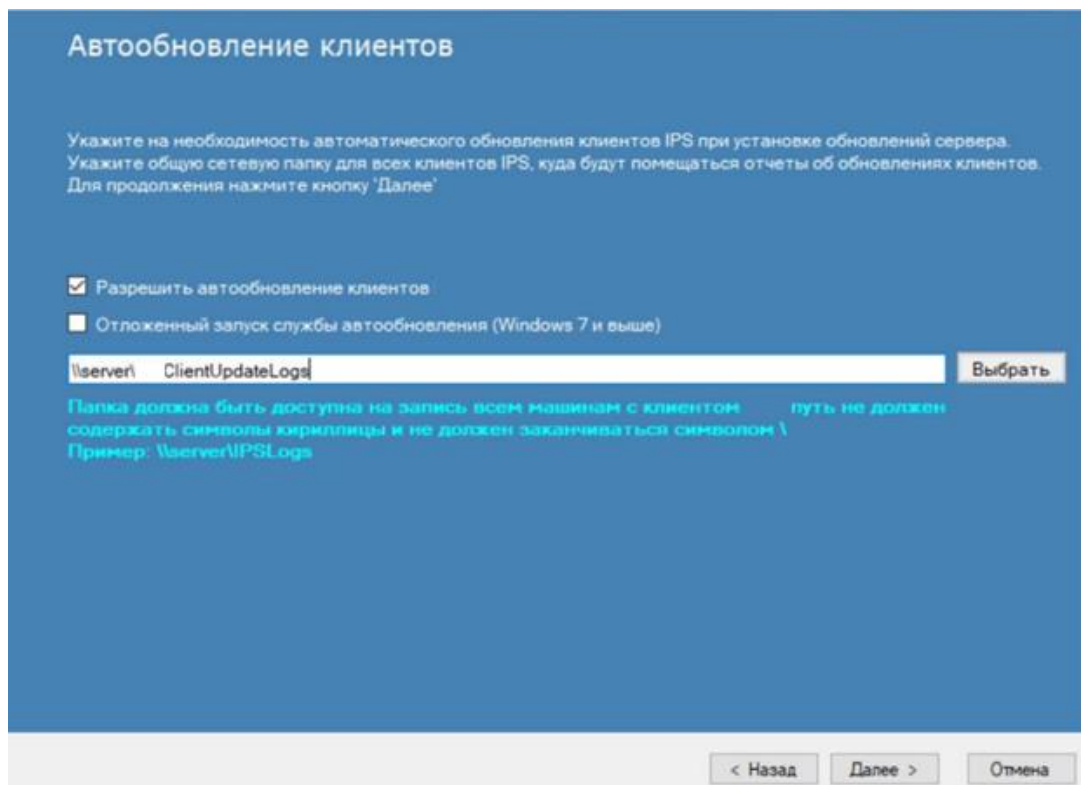 Автообновление клиентов
Укажите на необходимость автоматического обновления клиентов IPS при установке обновлений сервера.
Укажите общую сетевую папку для всех клиентов IPS, куда будут помещаться отчеты об обновлениях клиентов.
Для продолжения нажмите кнопку 'Далее'
Разрешить автообновление клиентов
Отложенный запуск службы автообновления (Windows 7 и выше)
\\server\ ClientUpdateLogs Выбрать
Папка должна быть доступна на запись всем машинам с клиентом путь не должен
содержать символы кириллицы и не должен заканчиваться символом \
Пример: \\server\IPSLogs
< Назад Далее > Отмена